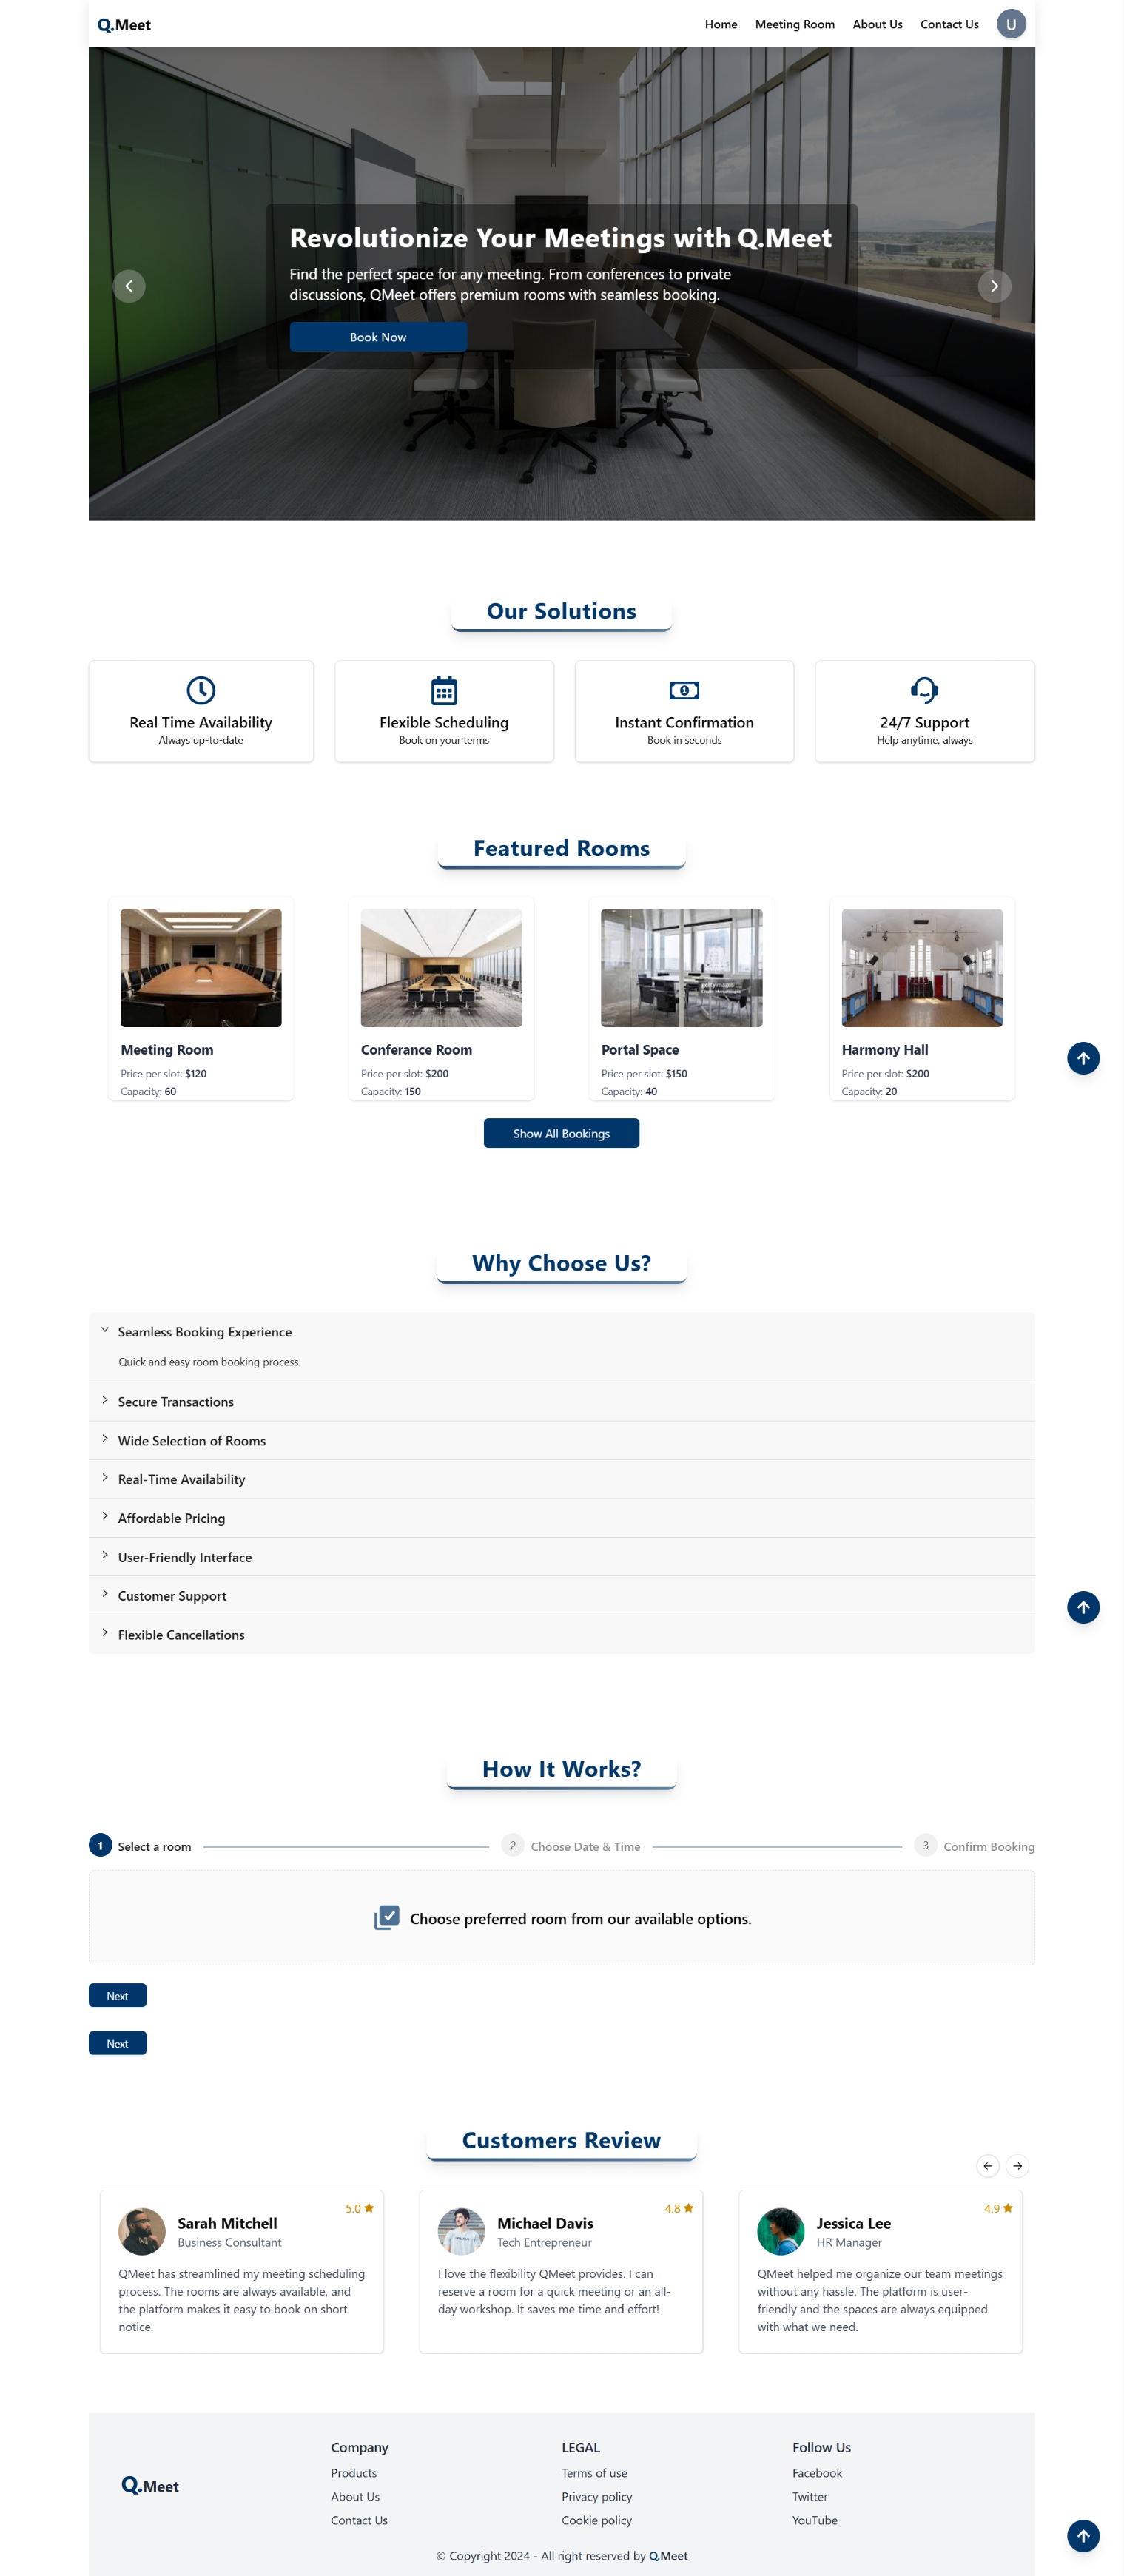 Q.Meet
Home Meeting Room About Us Contact Us U
Revolutionize Your Meetings with Q.Meet
Find the perfect space for any meeting. From conferences to private
discussions, QMeet offers premium rooms with seamless booking.
Book Now
Our Solutions
Real Time Availability
Always up-to-date
Flexible Scheduling
Book on your terms
Instant Confirmation
Book in seconds
24/7 Support
Help anytime, always
Featured Rooms
Meeting Room
Price per slot: $120
Capacity: 60
Conferance Room
Price per slot: $200
Capacity: 150
Portal Space
Price per slot: $150
Capacity: 40
Harmony Hall
Price per slot: $200
Capacity: 20
Show All Bookings
Why Choose Us?
Seamless Booking Experience
Quick and easy room booking process.
Secure Transactions
Wide Selection of Rooms
Real-Time Availability
Affordable Pricing
User-Friendly Interface
Customer Support
Flexible Cancellations
How It Works?
1 Select a room
2 Choose Date & Time
3 Confirm Booking
Choose preferred room from our available options.
Next
Next
Customers Review
5.0
Sarah Mitchell
Business Consultant
QMeet has streamlined my meeting scheduling
process. The rooms are always available, and
the platform makes it easy to book on short
notice.
4.8
Michael Davis
Tech Entrepreneur
I love the flexibility QMeet provides. I can
reserve a room for a quick meeting or an all-
day workshop. It saves me time and effort!
4.9
Jessica Lee
HR Manager
QMeet helped me organize our team meetings
without any hassle. The platform is user-
friendly and the spaces are always equipped
with what we need.
Q.Meet
Company
Products
About Us
Contact Us
LEGAL
Terms of use
Privacy policy
Cookie policy
Follow Us
Facebook
Twitter
YouTube
© Copyright 2024 - All right reserved by Q.Meet